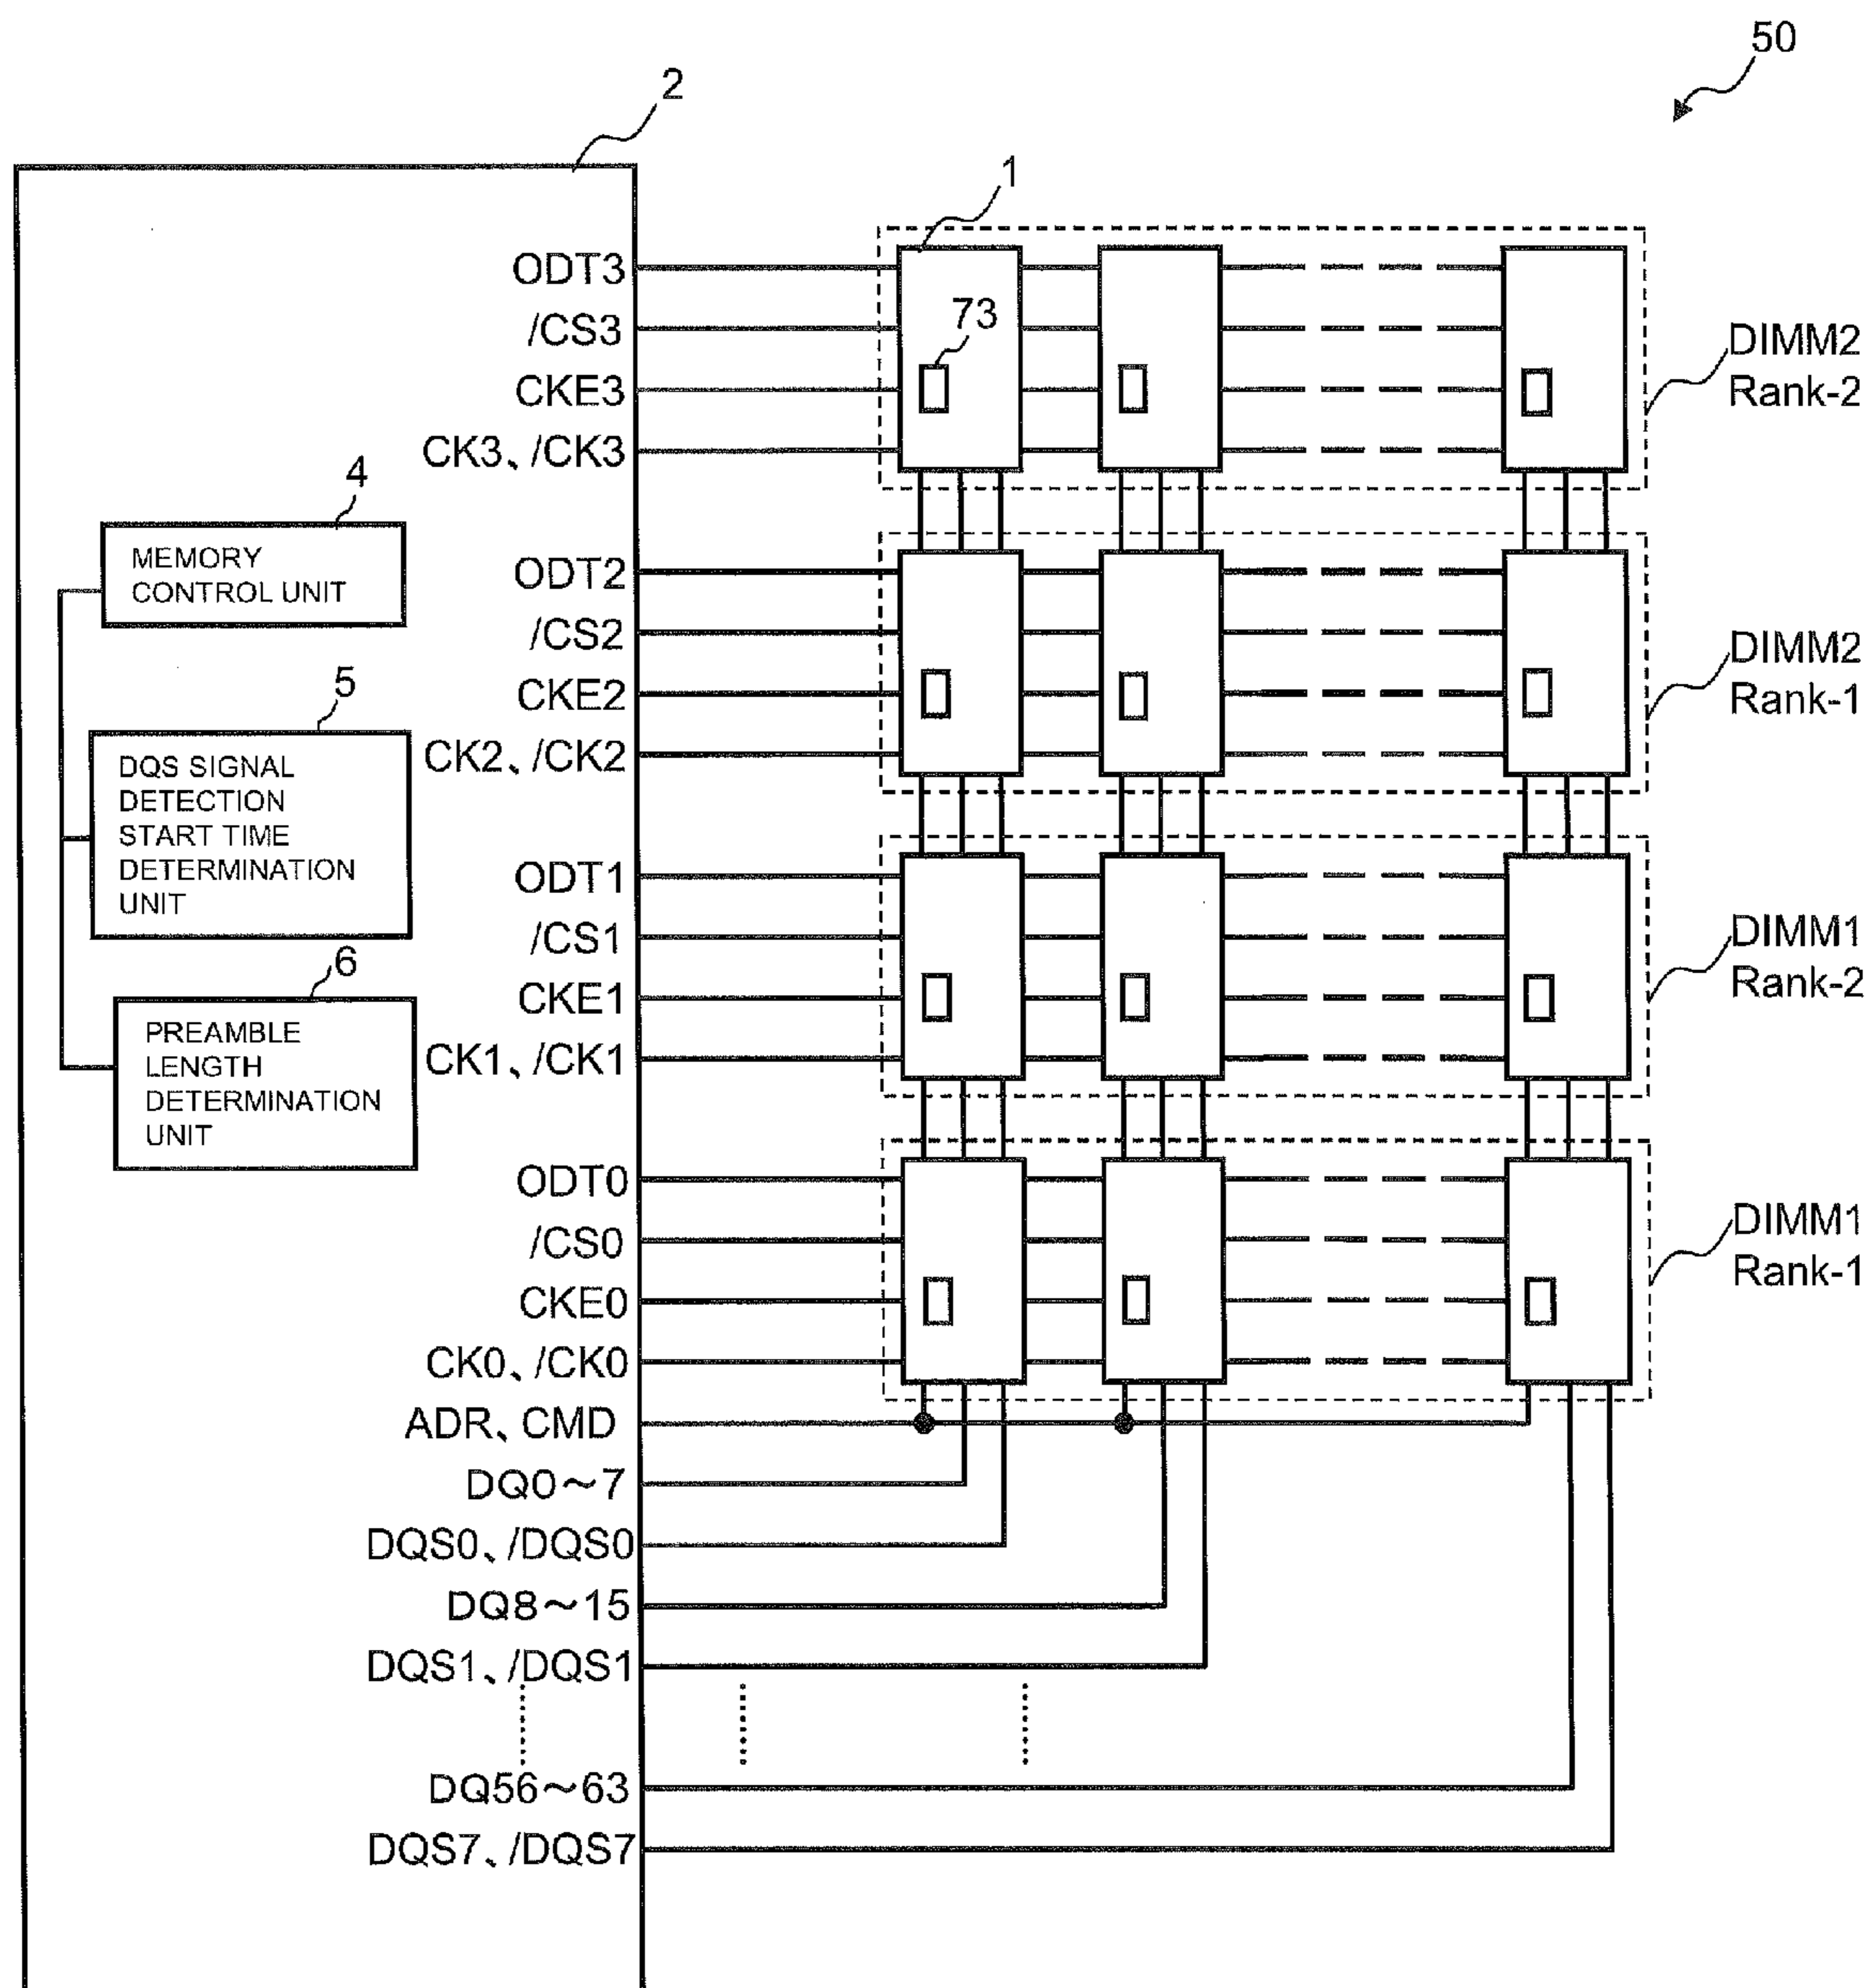 50
2
1
ODT3
/CS3
CKE3
CK3、/CK3
73
DIMM2
Rank-2
4
MEMORY
CONTROL UNIT
ODT2
/CS2
CKE2
CK2、/CK2
DIMM2
Rank-1
5
DQS SIGNAL
DETECTION
START TIME
DETERMINATION
UNIT
ODT1
/CS1
CKE1
CK1、/CK1
DIMM1
Rank-2
6
PREAMBLE
LENGTH
DETERMINATION
UNIT
ODT0
/CS0
CKE0
CK0、/CK0
DIMM1
Rank-1
ADR、CMD
DQ0～7
DQS0、/DQS0
DQ8～15
DQS1、/DQS1
DQ56～63
DQS7、/DQS7